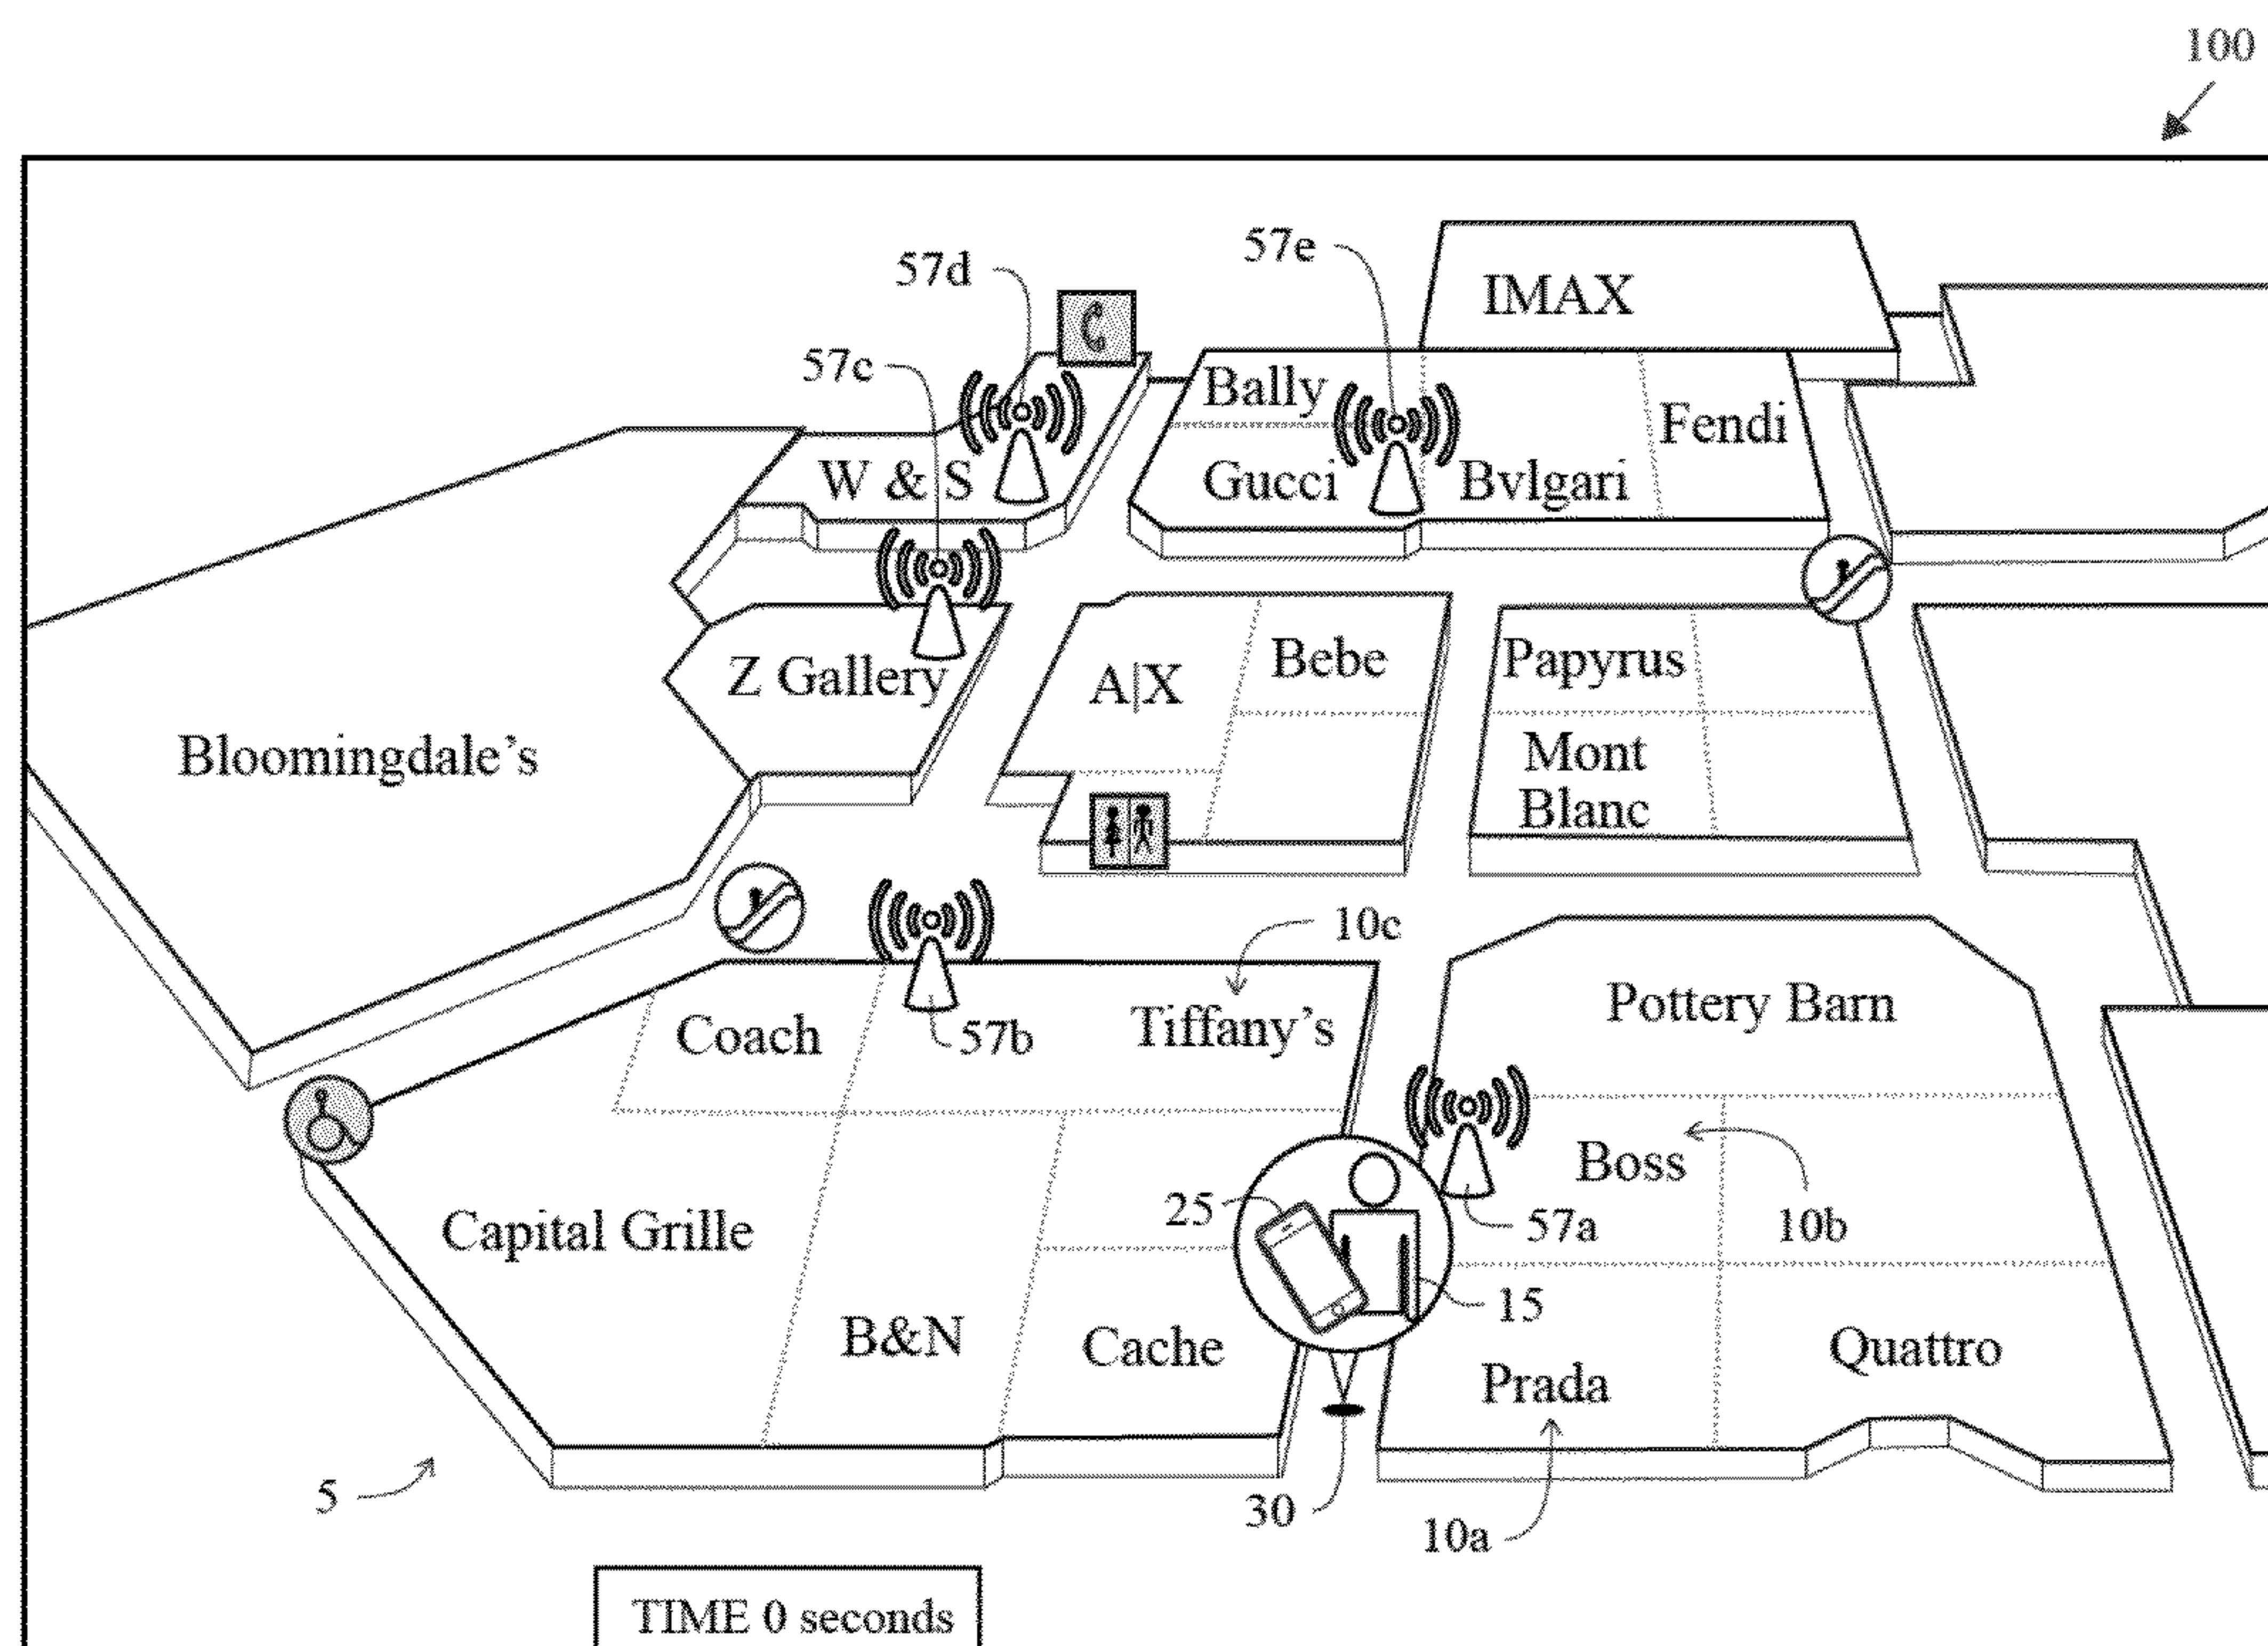 100
57e
57d
IMAX
57c
Bally
Fendi
W & S
Gucci
Bvlgari
Bebe
Papyrus
Z Gallery
A|X
Bloomingdale’s
Mont
Blanc
10c
Pottery Barn
Coach
57b
Tiffany’s
Boss
25
57a
10b
Capital Grille
15
B&N
Cache
Prada
Quattro
5
30
10a
TIME 0 seconds